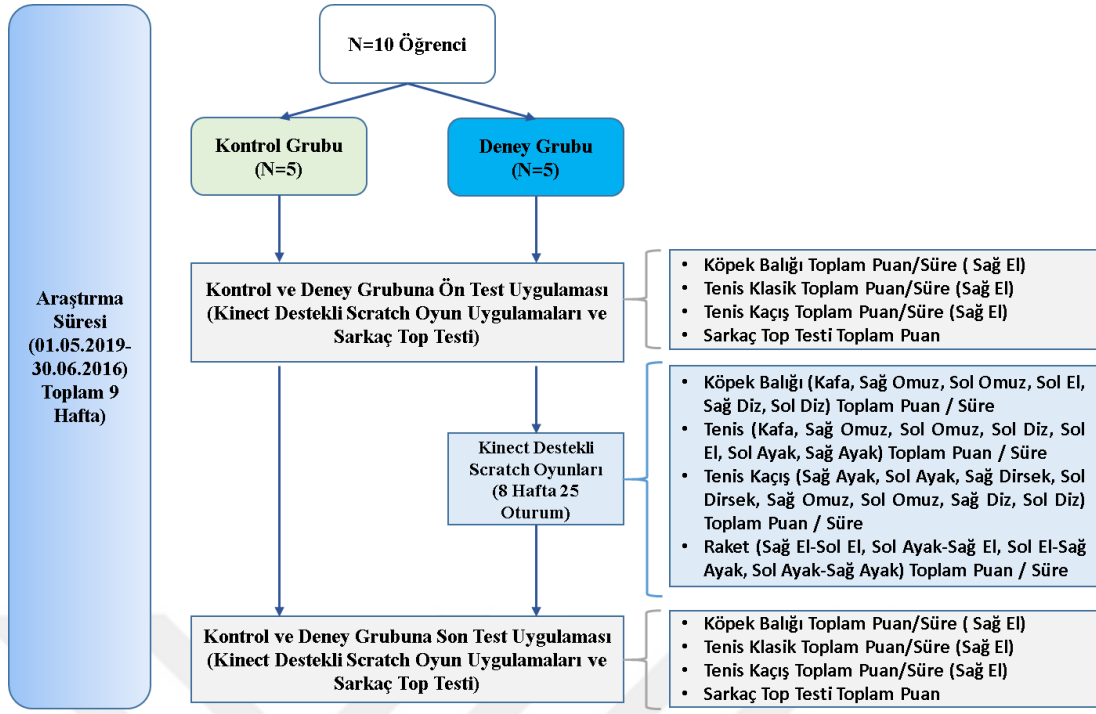 N=10 Öğrenci
Kontrol Grubu
(N=5)
Deney Grubu
(N=5)
Araştırma
Süresi
(01.05.2019-
30.06.2016)
Toplam 9
Hafta)
Kontrol ve Deney Grubuna Ön Test Uygulaması
(Kinect Destekli Scratch Oyun Uygulamaları ve
Sarkaç Top Testi)
• Köpek Balığı Toplam Puan/Süre ( Sağ El)
• Tenis Klasik Toplam Puan/Süre (Sağ El)
• Tenis Kaçış Toplam Puan/Süre (Sağ El)
• Sarkaç Top Testi Toplam Puan
Kinect Destekli
Scratch Oyunları
(8 Hafta 25
Oturum)
• Köpek Balığı (Kafa, Sağ Omuz, Sol Omuz, Sol El,
Sağ Diz, Sol Diz) Toplam Puan / Süre
• Tenis (Kafa, Sağ Omuz, Sol Omuz, Sol Diz, Sol
El, Sol Ayak, Sağ Ayak) Toplam Puan / Süre
• Tenis Kaçış (Sağ Ayak, Sol Ayak, Sağ Dirsek, Sol
Dirsek, Sağ Omuz, Sol Omuz, Sağ Diz, Sol Diz)
Toplam Puan / Süre
• Raket (Sağ El-Sol El, Sol Ayak-Sağ El, Sol El-Sağ
Ayak, Sol Ayak-Sağ Ayak) Toplam Puan / Süre
Kontrol ve Deney Grubuna Son Test Uygulaması
(Kinect Destekli Scratch Oyun Uygulamaları ve
Sarkaç Top Testi)
• Köpek Balığı Toplam Puan/Süre ( Sağ El)
• Tenis Klasik Toplam Puan/Süre (Sağ El)
• Tenis Kaçış Toplam Puan/Süre (Sağ El)
• Sarkaç Top Testi Toplam Puan